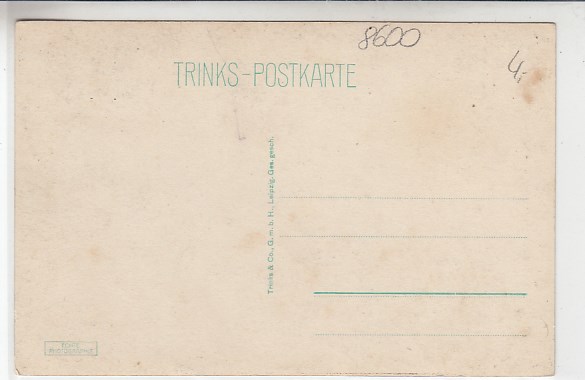 8600
4,-
TRINKS-POSTKARTE
Trinks & Co., G. m. b. H., Leipzig. Ges. gesch.